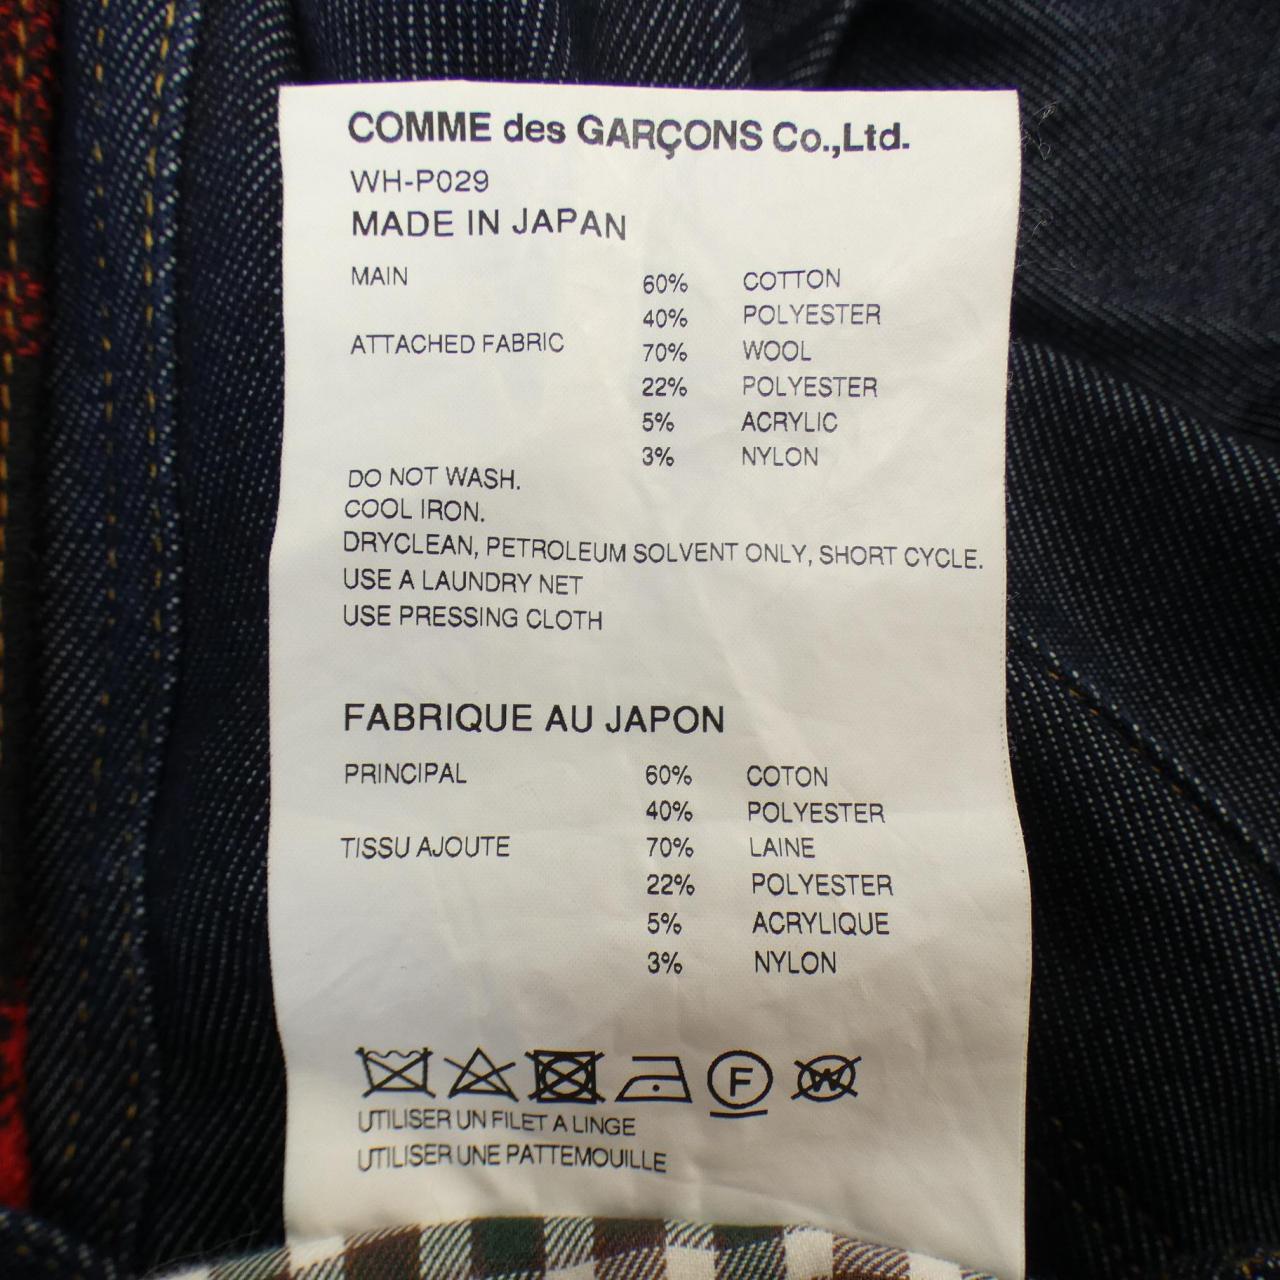 COMME des GARÇONS Co.,Ltd.
WH-P029
MADE IN JAPAN
MAIN 60% COTTON
40% POLYESTER
ATTACHED FABRIC 70% WOOL
22% POLYESTER
5% ACRYLIC
3% NYLON
DO NOT WASH.
COOL IRON.
DRYCLEAN, PETROLEUM SOLVENT ONLY, SHORT CYCLE.
USE A LAUNDRY NET
USE PRESSING CLOTH
FABRIQUE AU JAPON
PRINCIPAL 60% COTON
40% POLYESTER
TISSU AJOUTE 70% LAINE
22% POLYESTER
5% ACRYLIQUE
3% NYLON
F W
UTILISER UN FILET A LINGE
UTILISER UNE PATTEMOUILLE